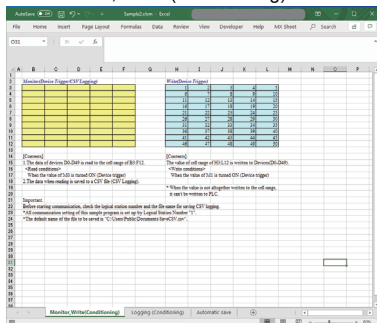 AutoSave On Sample2.xlsm - Excel
File Home Insert Page Layout Formulas Data Review View Developer Help MX Sheet Search
O31 fx
A B C D E F G H I J K L M N O P
Monitor(Device Trigger/CSV Logging) Write(Device Trigger)
1 2 3 4 5
6 7 8 9 10
11 12 13 14 15
16 17 18 19 20
21 22 23 24 25
26 27 28 29 30
31 32 33 34 35
36 37 38 39 40
41 42 43 44 45
46 47 48 49 50
[Contents] [Contents]
1.The data of devices D0-D49 is read to the cell range of B3:F12. The value of cell range of H3:L12 is written to Devices(D0-D49).
<Read conditions> <Write conditions>
When the value of M0 is turned ON (Device trigger) When the value of M1 is turned ON (Device trigger)
2.The data when reading is saved to a CSV file (CSV Logging).
* When the value is not altogether written to the cell range,
it can't be written to PLC.
Important
Before starting communication, check the logical station number and the file name for saving CSV logging.
*All communication setting of this sample program is set up by Logical Station Number "1".
*The default name of the file to be saved is "C:\Users\Public\Documents\SaveCSV.csv".
Monitor_Write(Conditioning) Logging (Conditioning) Automatic save